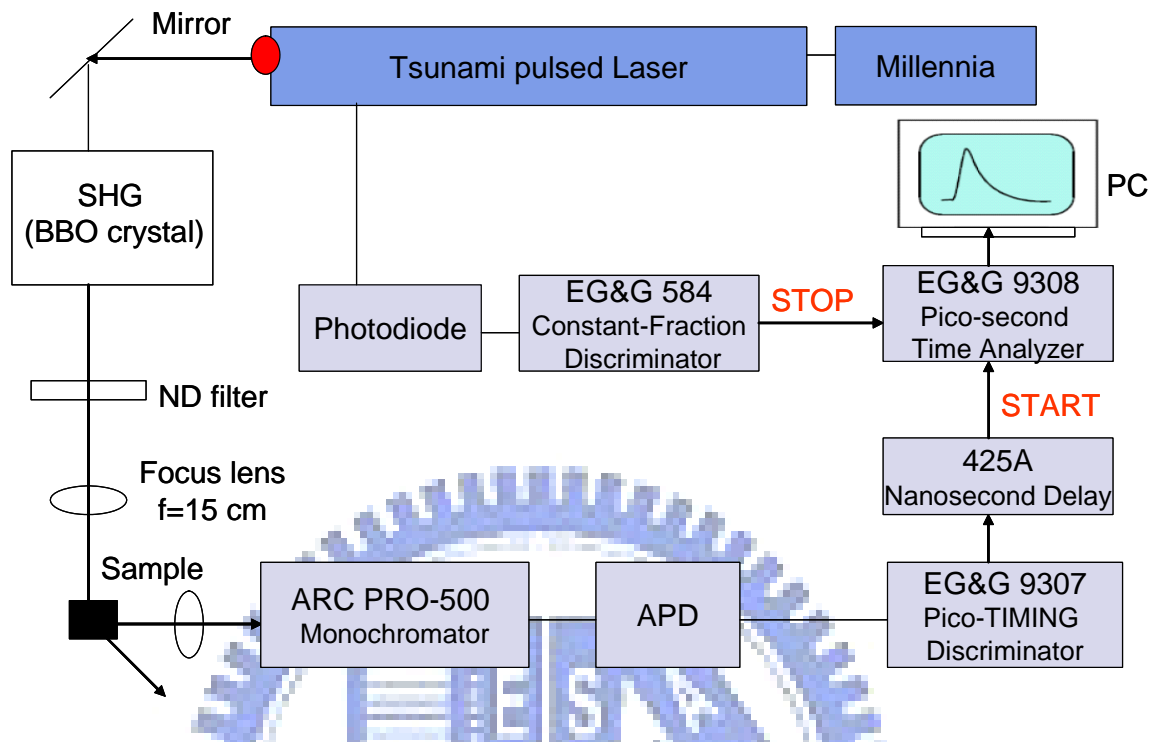 Mirror
Tsunami pulsed Laser
Millennia
SHG
(BBO crystal)
PC
Photodiode
EG&G 584
Constant-Fraction
Discriminator
STOP
EG&G 9308
Pico-second
Time Analyzer
ND filter
START
Focus lens
f=15 cm
425A
Nanosecond Delay
Sample
ARC PRO-500
Monochromator
APD
EG&G 9307
Pico-TIMING
Discriminator
ES